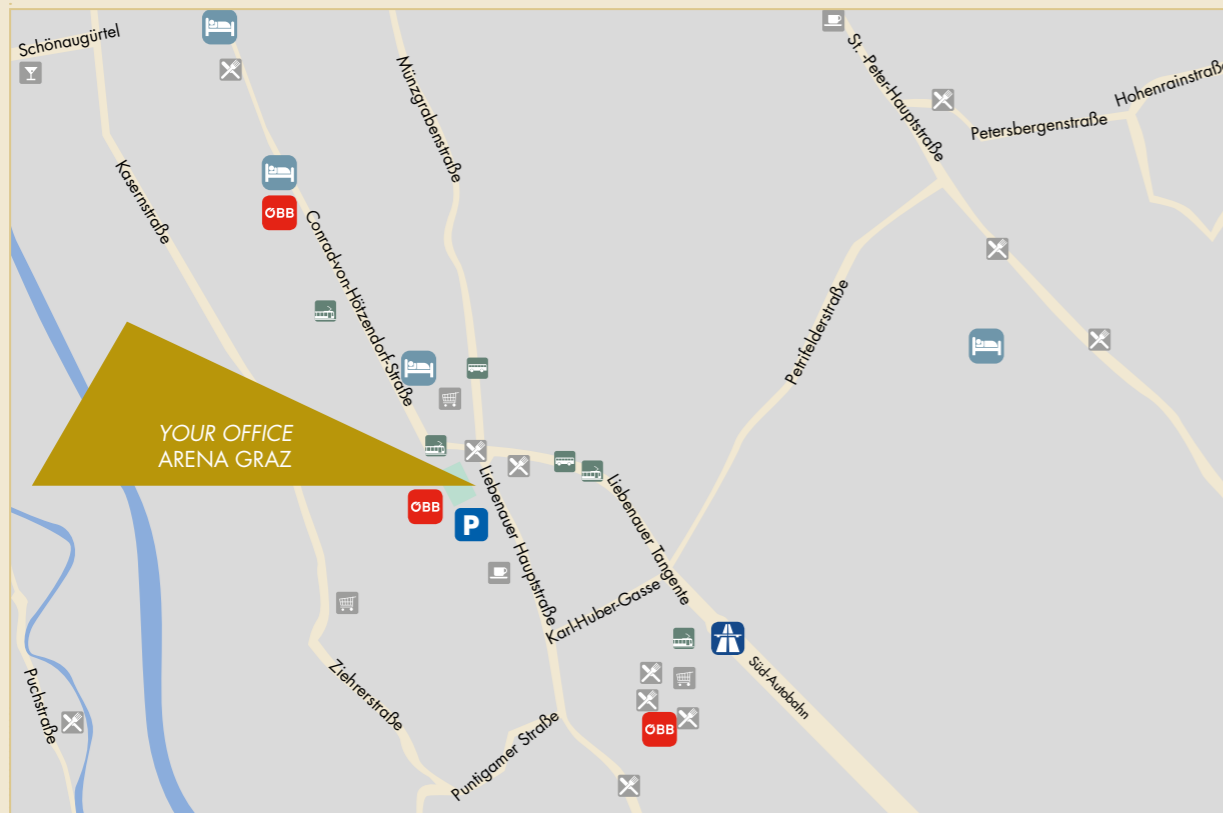 Schönaugürtel
St. -Peter-Hauptstraße
Hohenrainstraße
Petersbergenstraße
Münzgrabenstraße
Kasernstraße
ÖBB
Conrad-von-Hötzendorf-Straße
Petrifelderstraße
YOUR OFFICE
ARENA GRAZ
ÖBB
P
Liebenauer Hauptstraße
Liebenauer Tangente
Karl-Huber-Gasse
Süd-Autobahn
Ziehrerstraße
Puchstraße
ÖBB
Puntigamer Straße